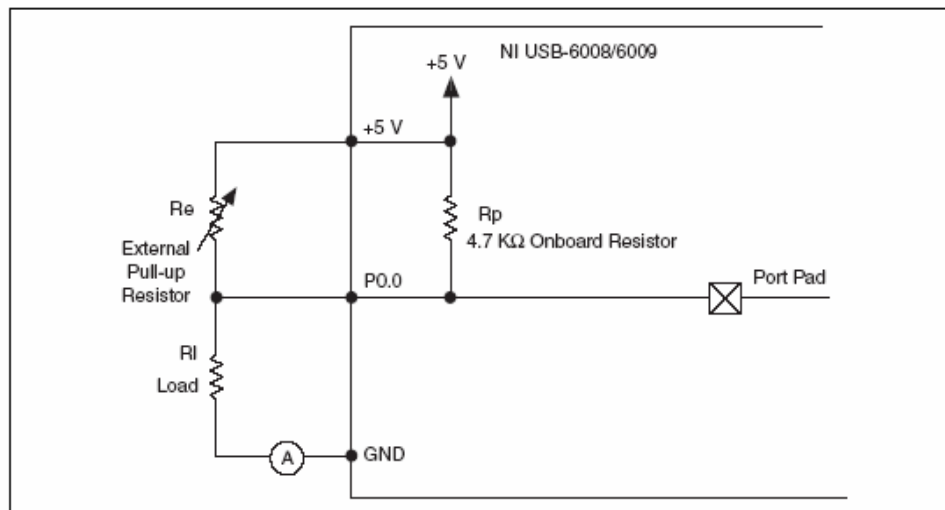 NI USB-6008/6009
+5 V
+5 V
Re
External
Pull-up
Resistor
Rp
4.7 KΩ Onboard Resistor
P0.0
Port Pad
Rl
Load
A
GND